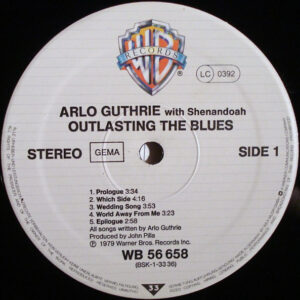 WB
RECORDS
LC 0392
ARLO GUTHRIE with Shenandoah
OUTLASTING THE BLUES
STEREO GEMA SIDE 1
1. Prologue 3:34
2. Which Side 4:16
3. Wedding Song 3:53
4. World Away From Me 3:23
5. Epilogue 2:58
All songs written by Arlo Guthrie
Produced by John Pilla
℗ 1979 Warner Bros. Records Inc.
WB 56 658
(BSK-1-3336)
33